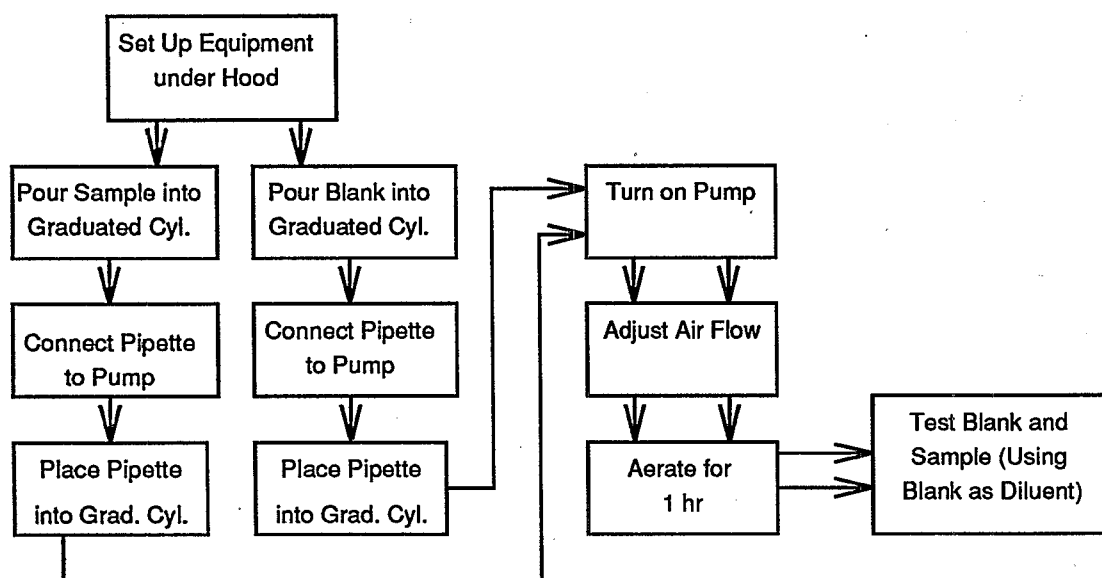 Set Up Equipment
under Hood
Pour Sample into
Graduated Cyl.
Connect Pipette
to Pump
Place Pipette
into Grad. Cyl.
Pour Blank into
Graduated Cyl.
Connect Pipette
to Pump
Place Pipette
into Grad. Cyl.
Turn on Pump
Adjust Air Flow
Aerate for
1 hr
Test Blank and
Sample (Using
Blank as Diluent)